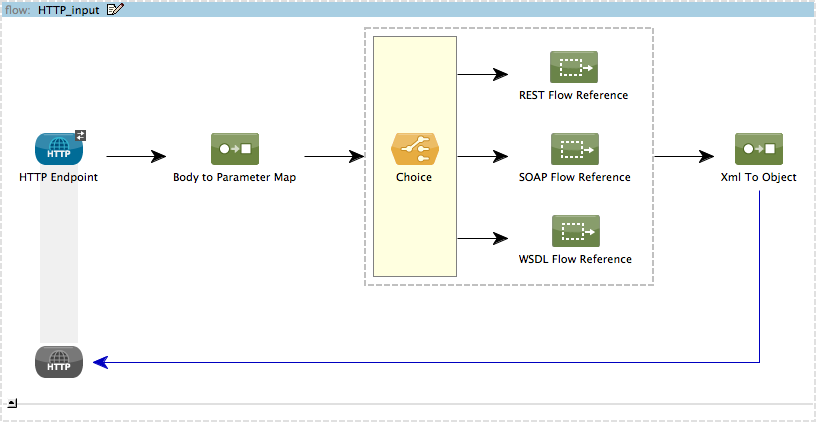 flow: HTTP_input
REST Flow Reference
HTTP
HTTP Endpoint
Body to Parameter Map
Choice
SOAP Flow Reference
Xml To Object
WSDL Flow Reference
HTTP